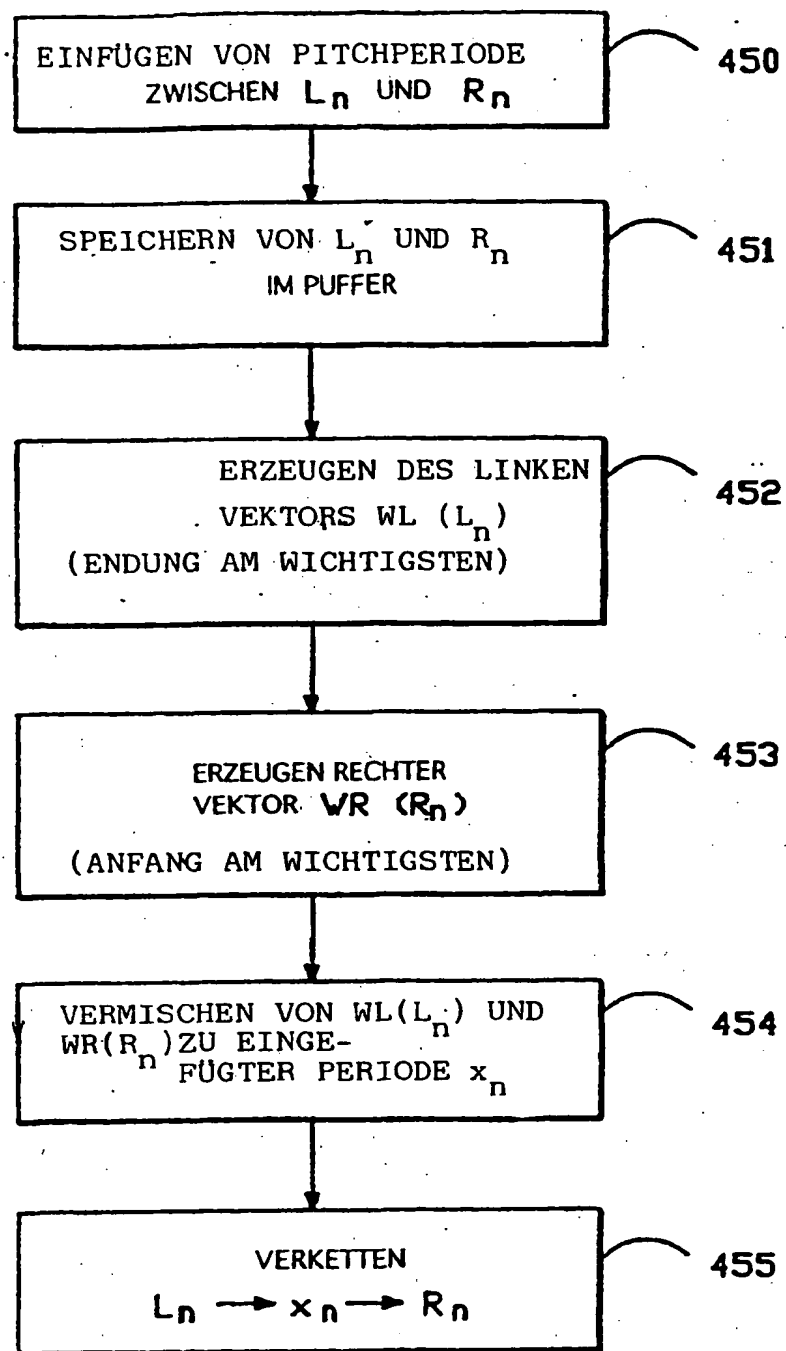 EINFÜGEN VON PITCHPERIODE
ZWISCHEN Ln UND Rn
450
SPEICHERN VON Ln UND Rn
IM PUFFER
451
ERZEUGEN DES LINKEN
VEKTORS WL (Ln)
(ENDUNG AM WICHTIGSTEN)
452
ERZEUGEN RECHTER
VEKTOR WR (Rn)
(ANFANG AM WICHTIGSTEN)
453
VERMISCHEN VON WL(Ln) UND
WR(Rn) ZU EINGE-
FÜGTER PERIODE xn
454
VERKETTEN
Ln → xn → Rn
455